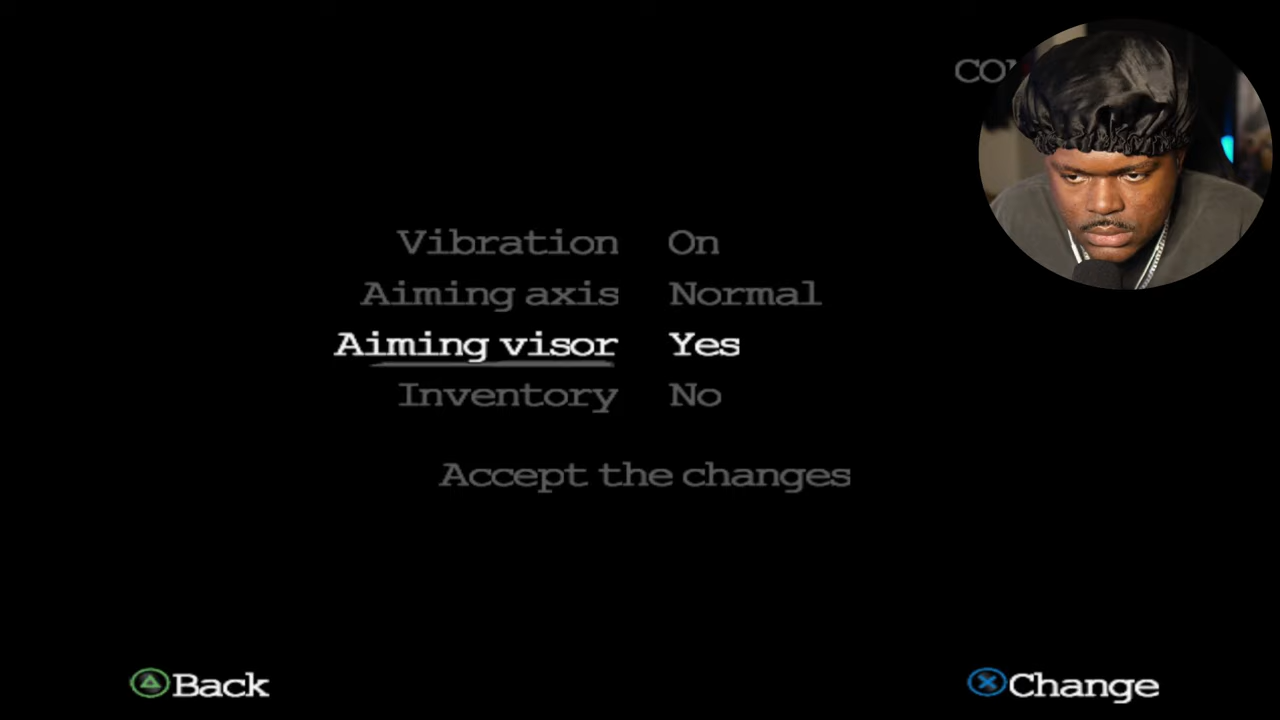 Vibration On
Aiming axis Normal
Aiming visor Yes
Inventory No
Accept the changes
Back Change